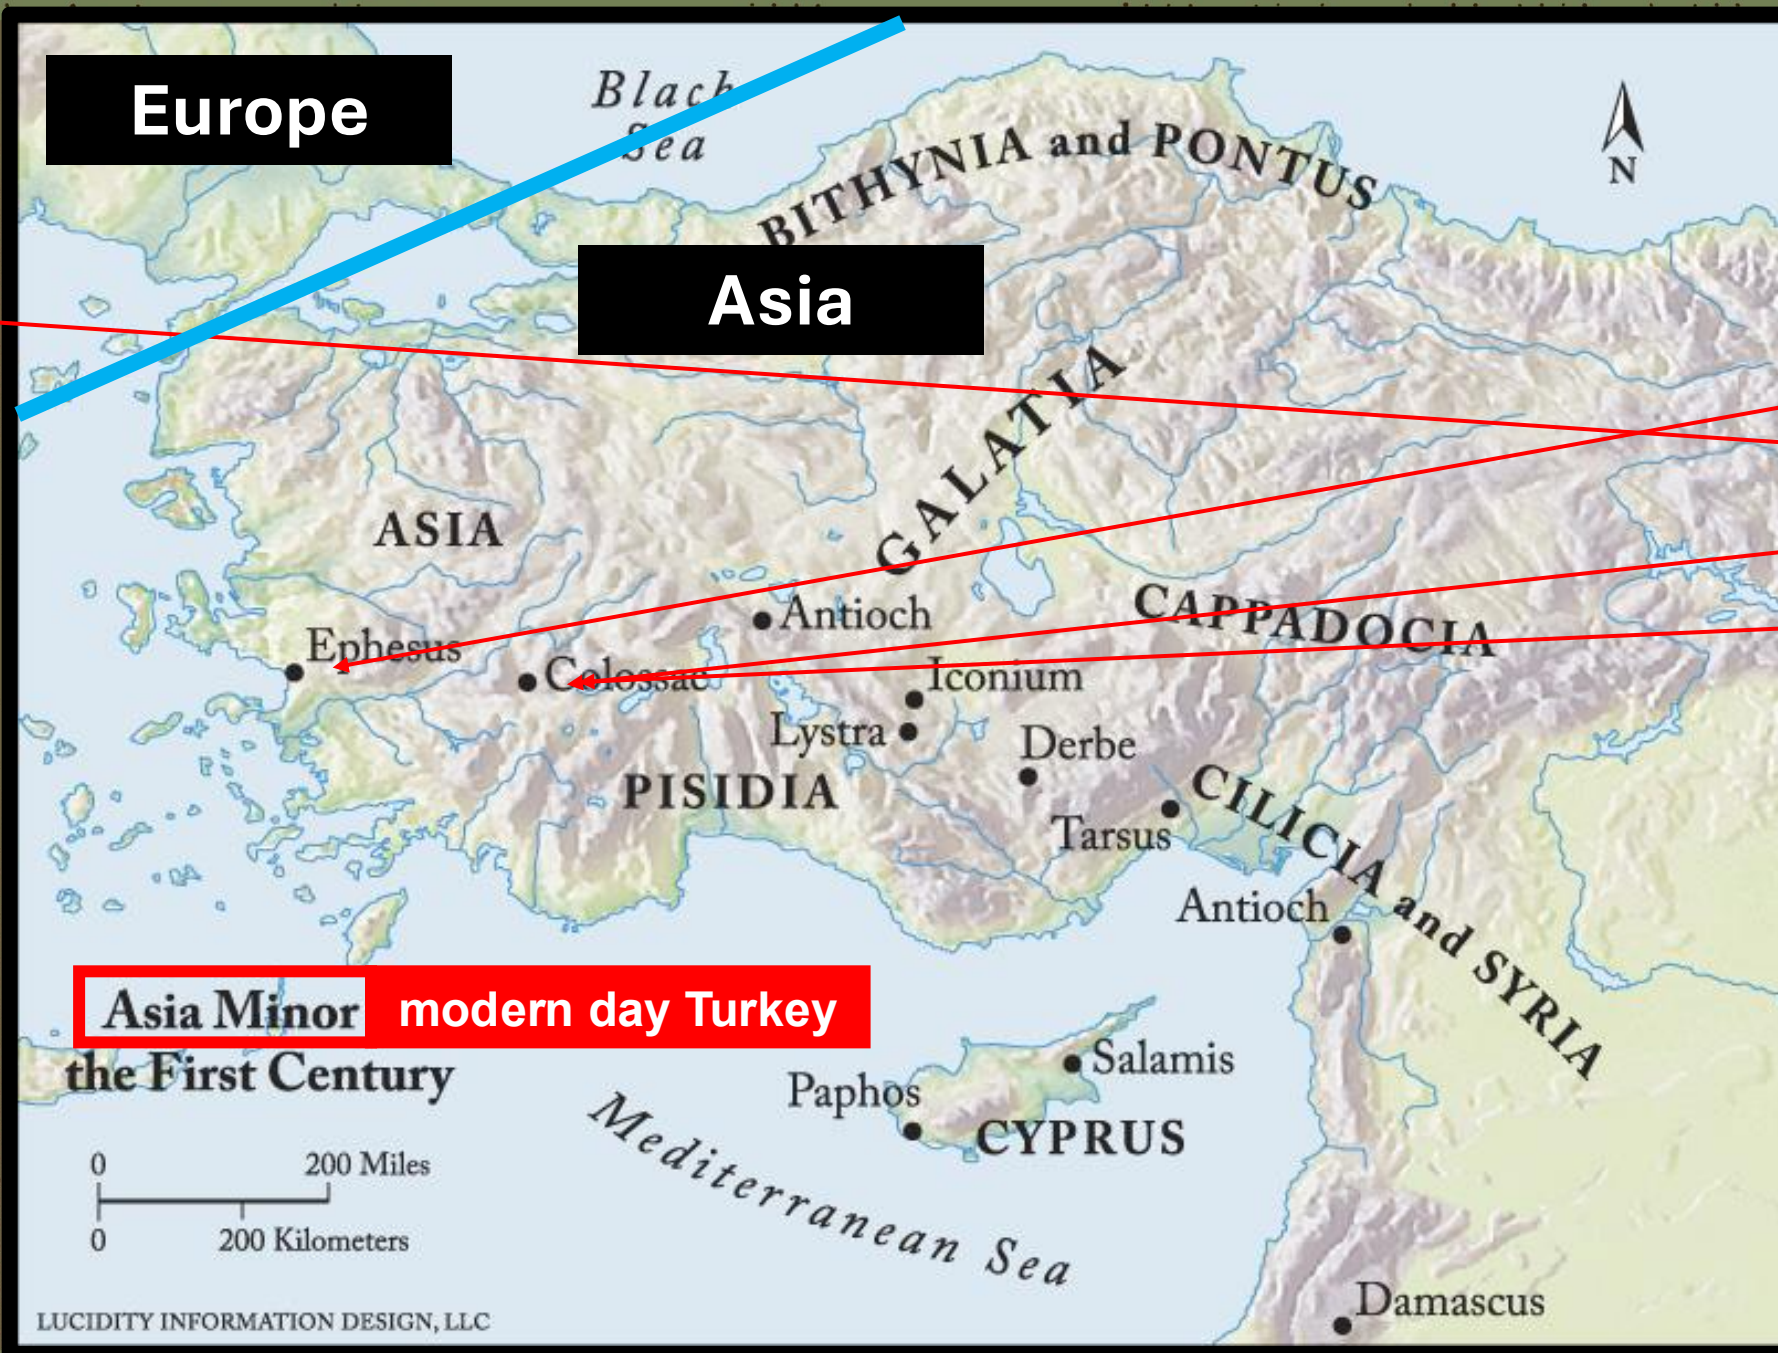 Europe
Black
Sea
N
BITHYNIA and PONTUS
Asia
GALATIA
ASIA
CAPPADOCIA
Antioch
Ephesus
Colossae
Iconium
Lystra
Derbe
PISIDIA
CILICIA and SYRIA
Tarsus
Antioch
Asia Minor modern day Turkey
the First Century
Salamis
Paphos
CYPRUS
Mediterranean Sea
0 200 Miles
0 200 Kilometers
Damascus
LUCIDITY INFORMATION DESIGN, LLC